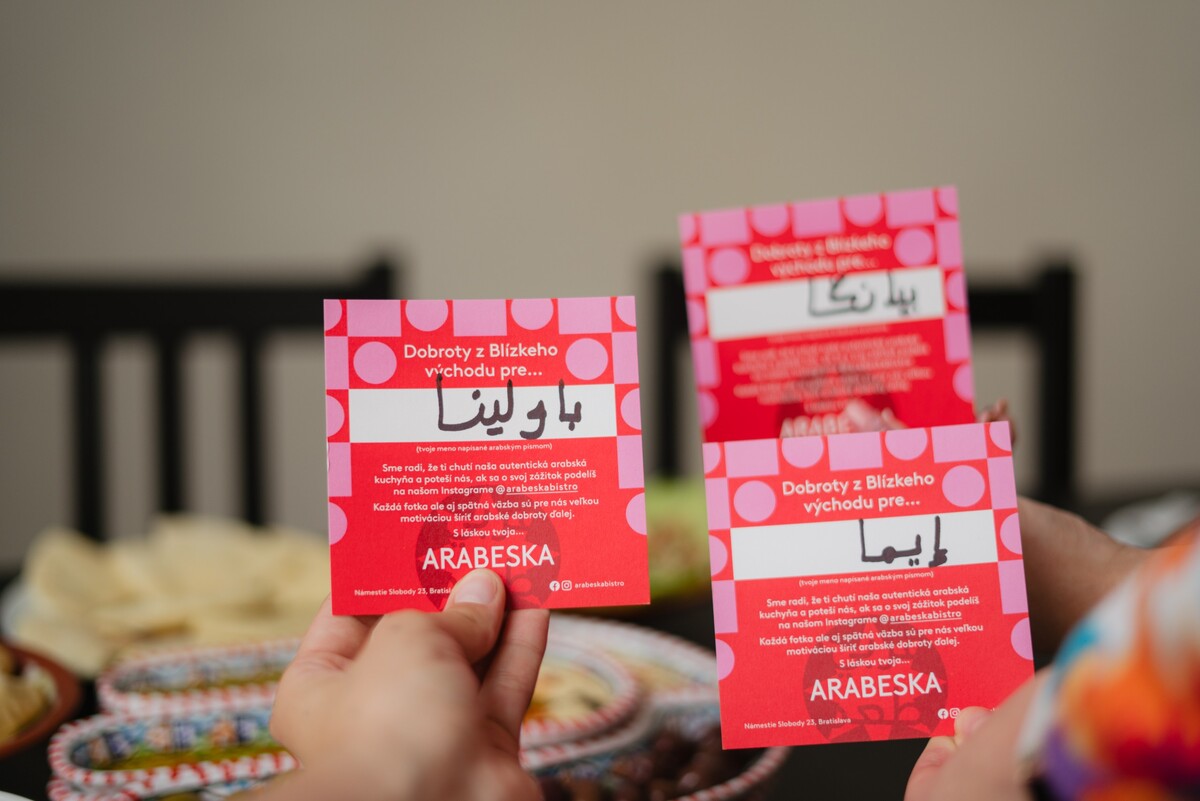 Dobroty z Blízkeho
východu pre...
باولينا
(tvoje meno napísané arabským písmom)
Sme radi, že ti chutí naša autentická arabská
kuchyňa a poteší nás, ak sa o svoj zážitok podelíš
na našom Instagrame @arabeskabistro
Každá fotka ale aj spätná väzba sú pre nás veľkou
motiváciou šíriť arabské dobroty ďalej.
S láskou tvoja...
ARABESKA
Námestie Slobody 23, Bratisl
arabeskabistro
Dobroty z Blízkeho
východu pre...
بيانكا
ARABE
Dobroty z Blízkeho
východu pre...
إيما
(tvoje meno napísané arabským písmom)
Sme radi, že ti chutí naša autentická arabská
kuchyňa a poteší nás, ak sa o svoj zážitok podelíš
na našom Instagrame @arabeskabistro
Každá fotka ale aj spätná väzba sú pre nás veľkou
motiváciou šíriť arabské dobroty ďalej.
S láskou tvoja...
ARABESKA
Námestie Slobody 23, Bratislava